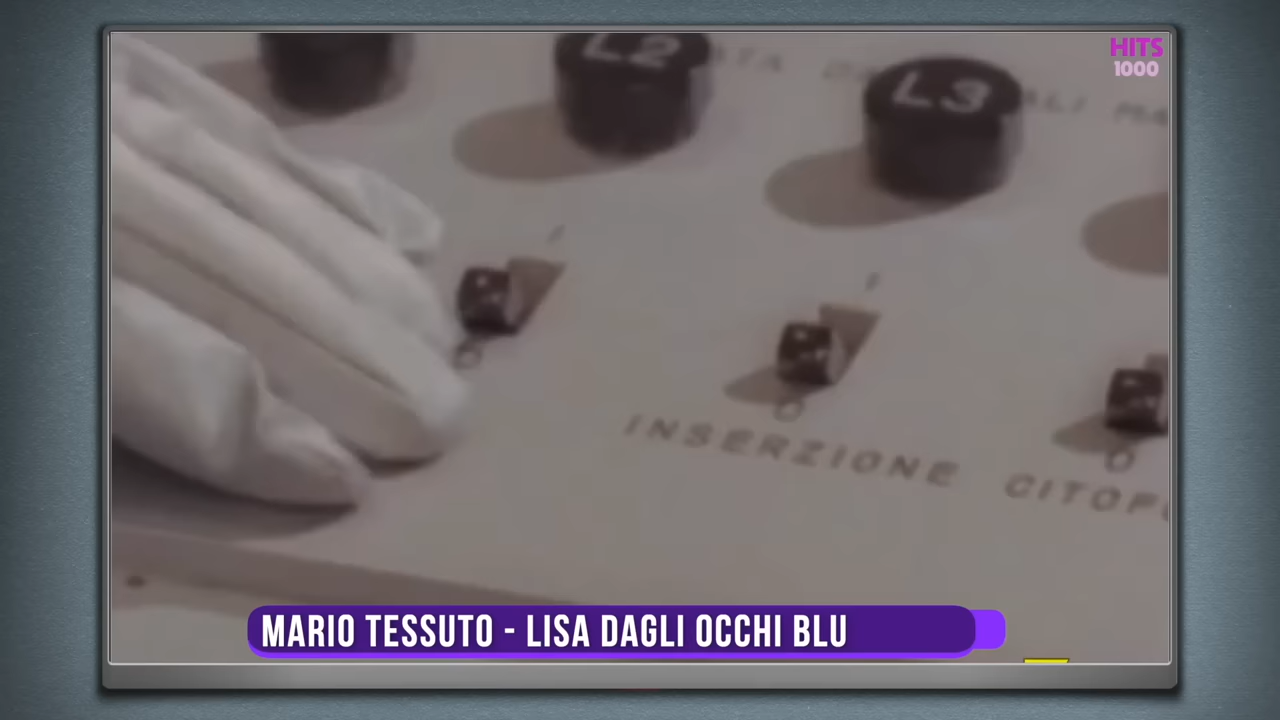 HITS
1000
L2
L3
INSERZIONE
MARIO TESSUTO - LISA DAGLI OCCHI BLU